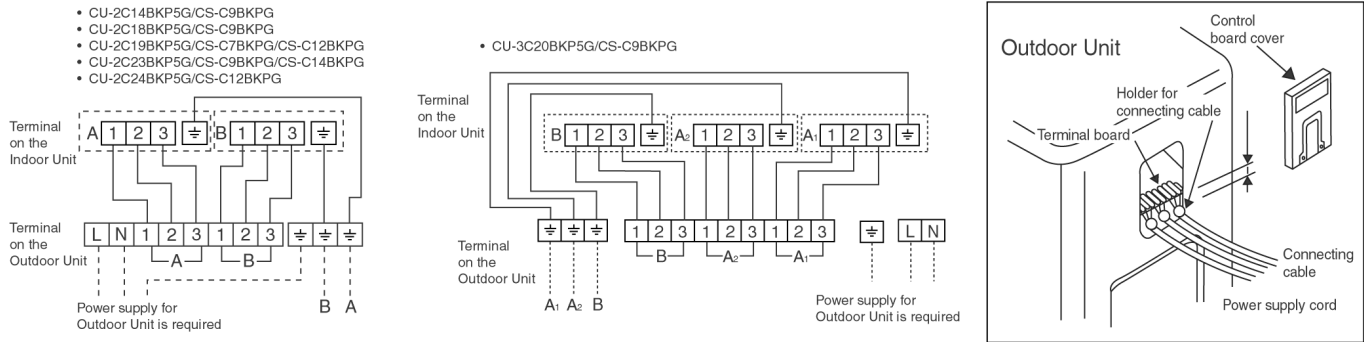 • CU-2C14BKP5G/CS-C9BKPG
• CU-2C18BKP5G/CS-C9BKPG
• CU-2C19BKP5G/CS-C7BKPG/CS-C12BKPG
• CU-2C23BKP5G/CS-C9BKPG/CS-C14BKPG
• CU-2C24BKP5G/CS-C12BKPG
Terminal
on the
Indoor Unit
A 1 2 3 B 1 2 3
Terminal
on the
Outdoor Unit
L N 1 2 3 1 2 3
A B
Power supply for
Outdoor Unit is required
B A
• CU-3C20BKP5G/CS-C9BKPG
Terminal
on the
Indoor Unit
B 1 2 3 A2 1 2 3 A1 1 2 3
1 2 3 1 2 3 1 2 3 L N
Terminal
on the
Outdoor Unit
B A2 A1
A1 A2 B
Power supply for
Outdoor Unit is required
Outdoor Unit
Control
board cover
Holder for
connecting cable
Terminal board
Connecting
cable
Power supply cord